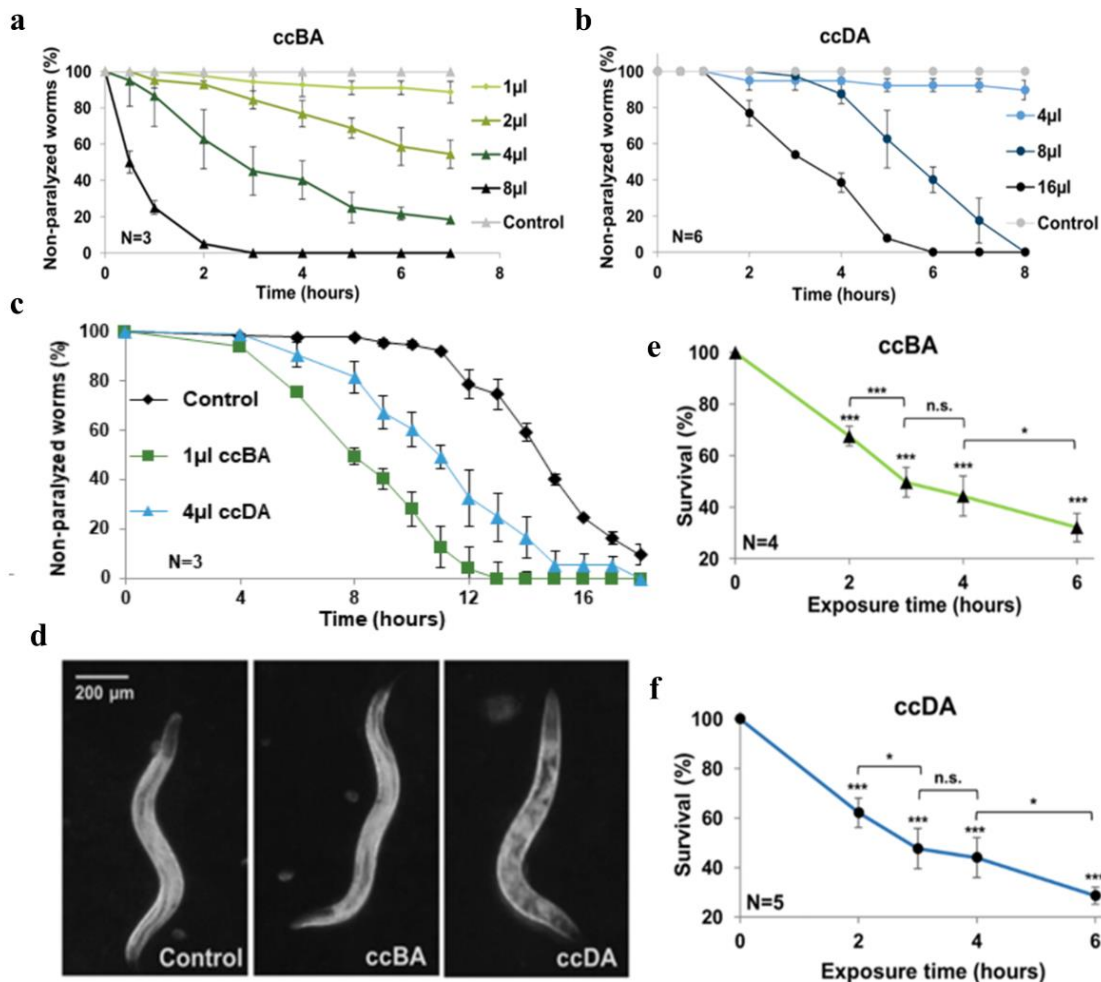 a
ccBA
Non-paralyzed worms (%)
100
80
60
40
20
0
0
2
4
6
8
Time (hours)
N=3
1µl
2µl
4µl
8µl
Control
b
ccDA
Non-paralyzed worms (%)
100
80
60
40
20
0
0
2
4
6
8
Time (hours)
N=6
4µl
8µl
16µl
Control
c
Non-paralyzed worms (%)
100
80
60
40
20
0
0
4
8
12
16
Time (hours)
N=3
Control
1µl ccBA
4µl ccDA
d
200 µm
Control
ccBA
ccDA
e
ccBA
Survival (%)
100
80
60
40
20
0
2
4
6
Exposure time (hours)
N=4
***
***
n.s.
*
***
***
***
f
ccDA
Survival (%)
100
80
60
40
20
0
2
4
6
Exposure time (hours)
N=5
*
n.s.
*
***
***
***
***